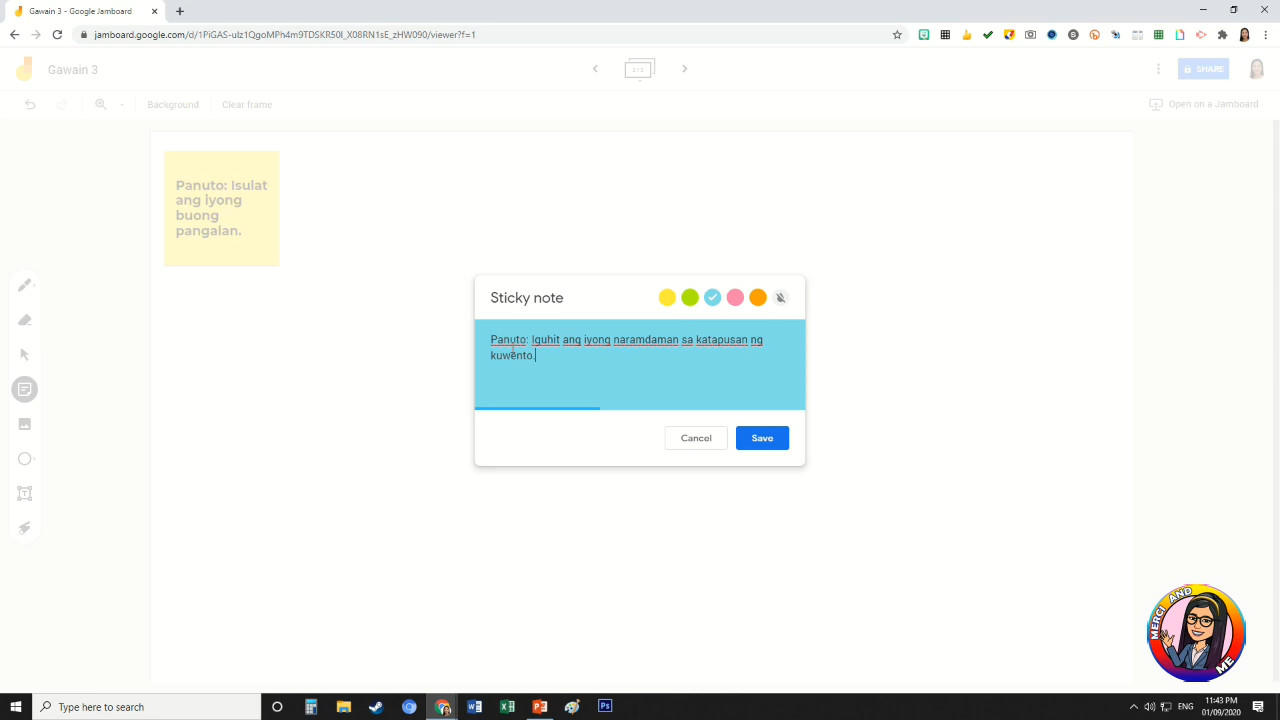 Gawain 3 - Google Jamboard
jamboard.google.com/d/1PiGAS-ulz1QgoMPh4m9TDSKR50I_X08RN1sE_zHW090/viewer?f=1
Gawain 3
2 / 2
SHARE
Background
Clear frame
Open on a Jamboard
Panuto: Isulat
ang iyong
buong
pangalan.
Sticky note
Panuto: Iguhit ang iyong naramdaman sa katapusan ng
kuwento.
Cancel
Save
MERCI AND
ME
Type here to search
ENG
11:43 PM
01/09/2020